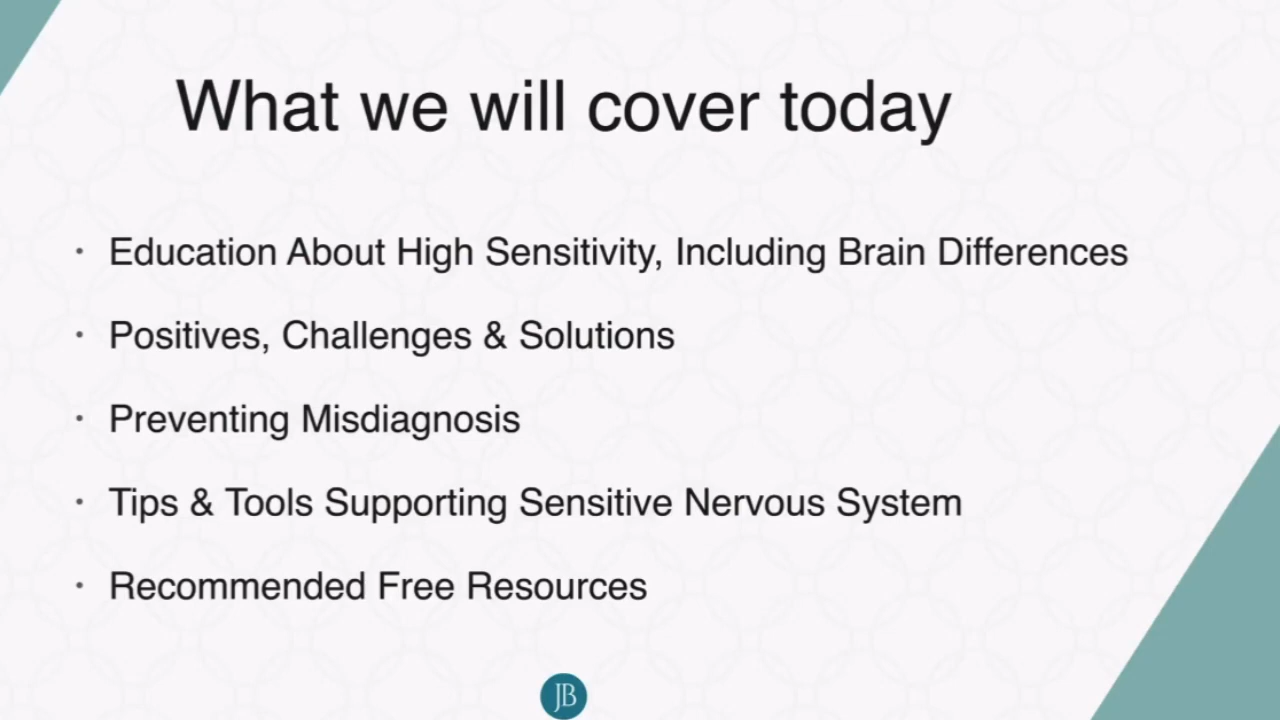 What we will cover today
· Education About High Sensitivity, Including Brain Differences
· Positives, Challenges & Solutions
· Preventing Misdiagnosis
· Tips & Tools Supporting Sensitive Nervous System
· Recommended Free Resources
JB